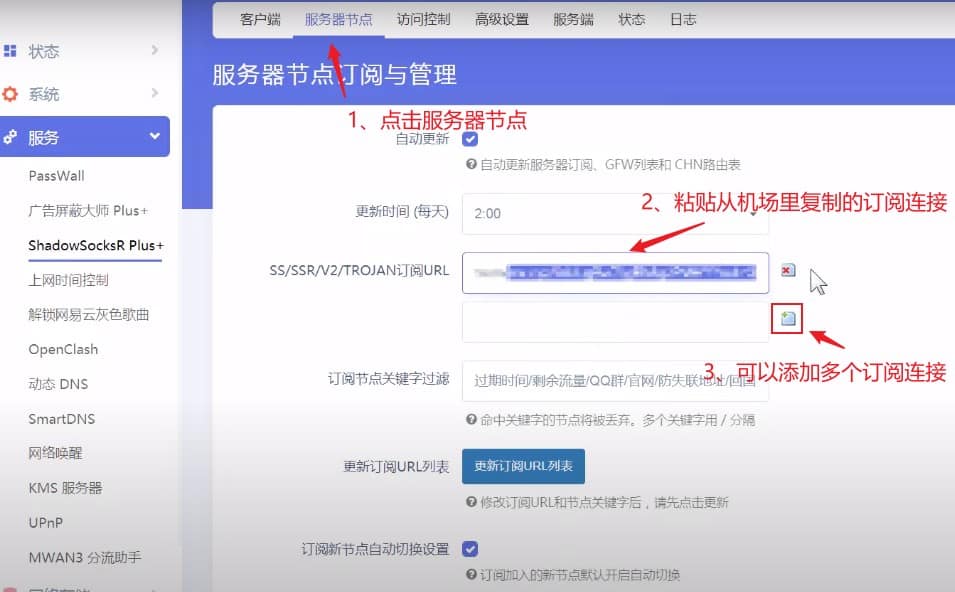 客户端 服务器节点 访问控制 高级设置 服务端 状态 日志
状态
系统
服务
PassWall
广告屏蔽大师 Plus+
ShadowSocksR Plus+
上网时间控制
解锁网易云灰色歌曲
OpenClash
动态 DNS
SmartDNS
网络唤醒
KMS 服务器
UPnP
MWAN3 分流助手
服务器节点订阅与管理
1、点击服务器节点
自动更新
自动更新服务器订阅、GFW列表和 CHN路由表
更新时间 (每天)
2:00
2、粘贴从机场里复制的订阅连接
SS/SSR/V2/TROJAN订阅URL
3、可以添加多个订阅连接
订阅节点关键字过滤
过期时间/剩余流量/QQ群/官网/防失联地址/回国
命中关键字的节点将被丢弃。多个关键字用 / 分隔
更新订阅URL列表
更新订阅URL列表
修改订阅URL和节点关键字后，请先点击更新
订阅新节点自动切换设置
订阅加入的新节点默认开启自动切换